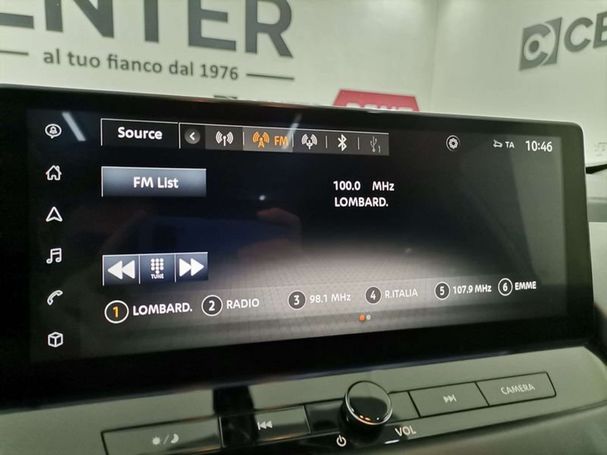 ENTER
al tuo fianco dal 1976
CE
Source
FM
1
TA
10:46
FM List
100.0 MHz
LOMBARD.
TUNE
1 LOMBARD.
2 RADIO
3 98.1 MHz
4 R.ITALIA
5 107.9 MHz
6 EMME
VOL
CAMERA